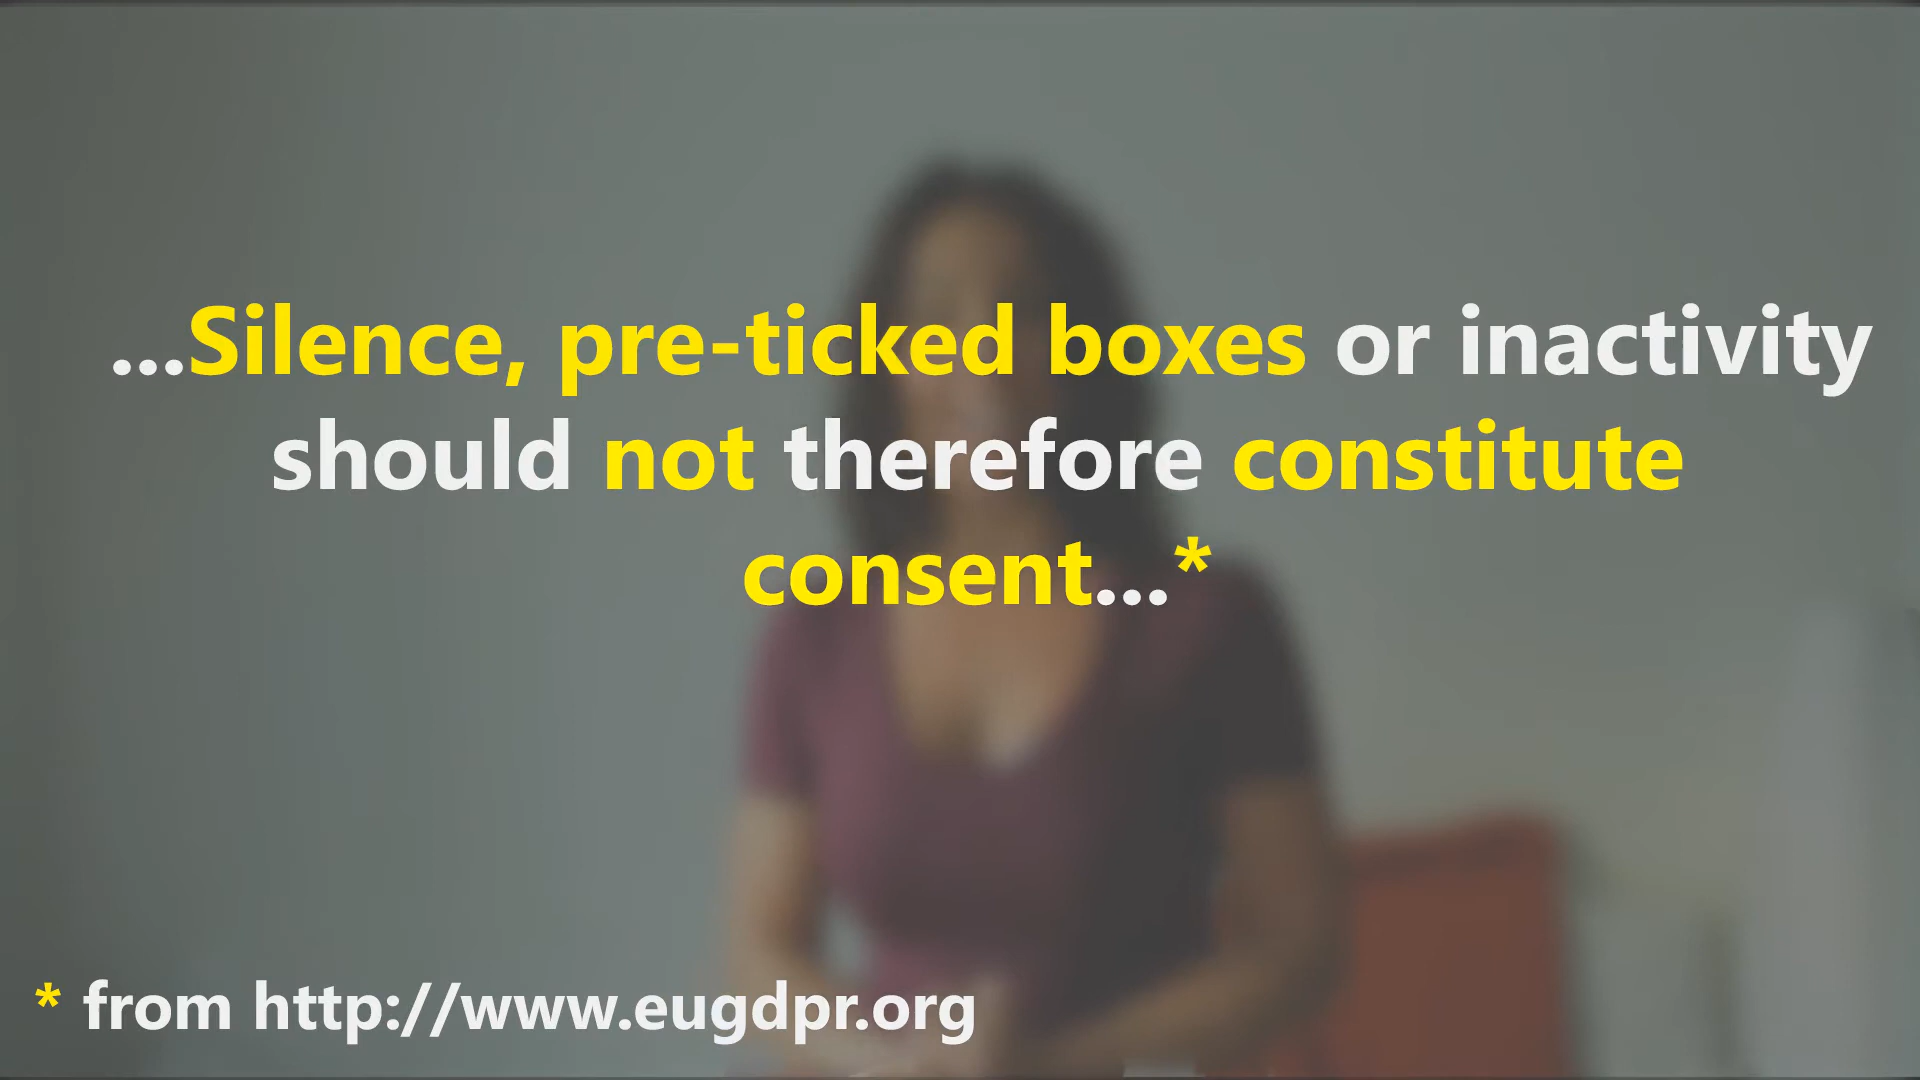 ...Silence, pre-ticked boxes or inactivity
should not therefore constitute
consent...*
* from http://www.eugdpr.org